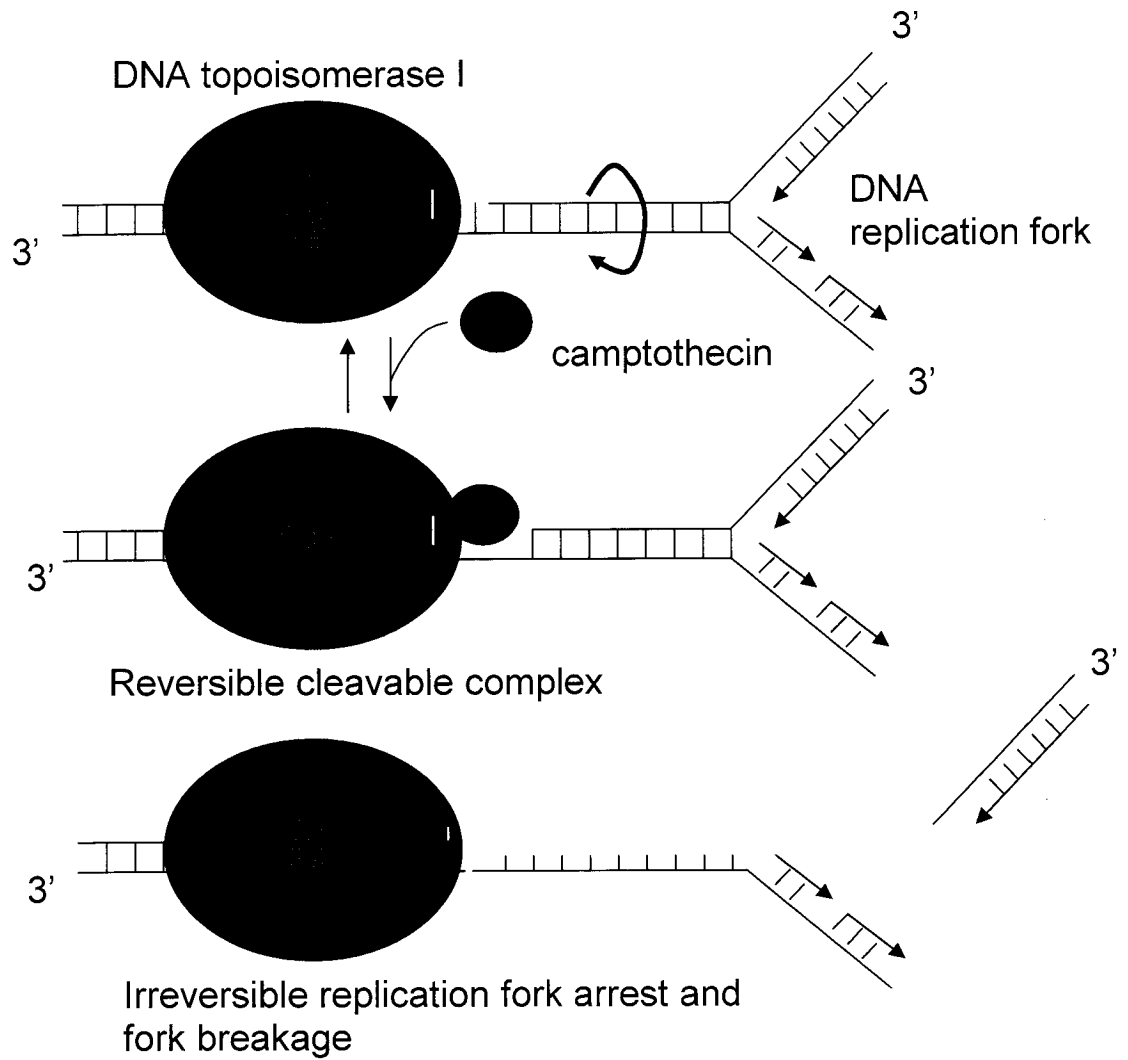 3’
DNA topoisomerase I
DNA
replication fork
3’
camptothecin
3’
3’
Reversible cleavable complex
3’
3’
Irreversible replication fork arrest and
fork breakage